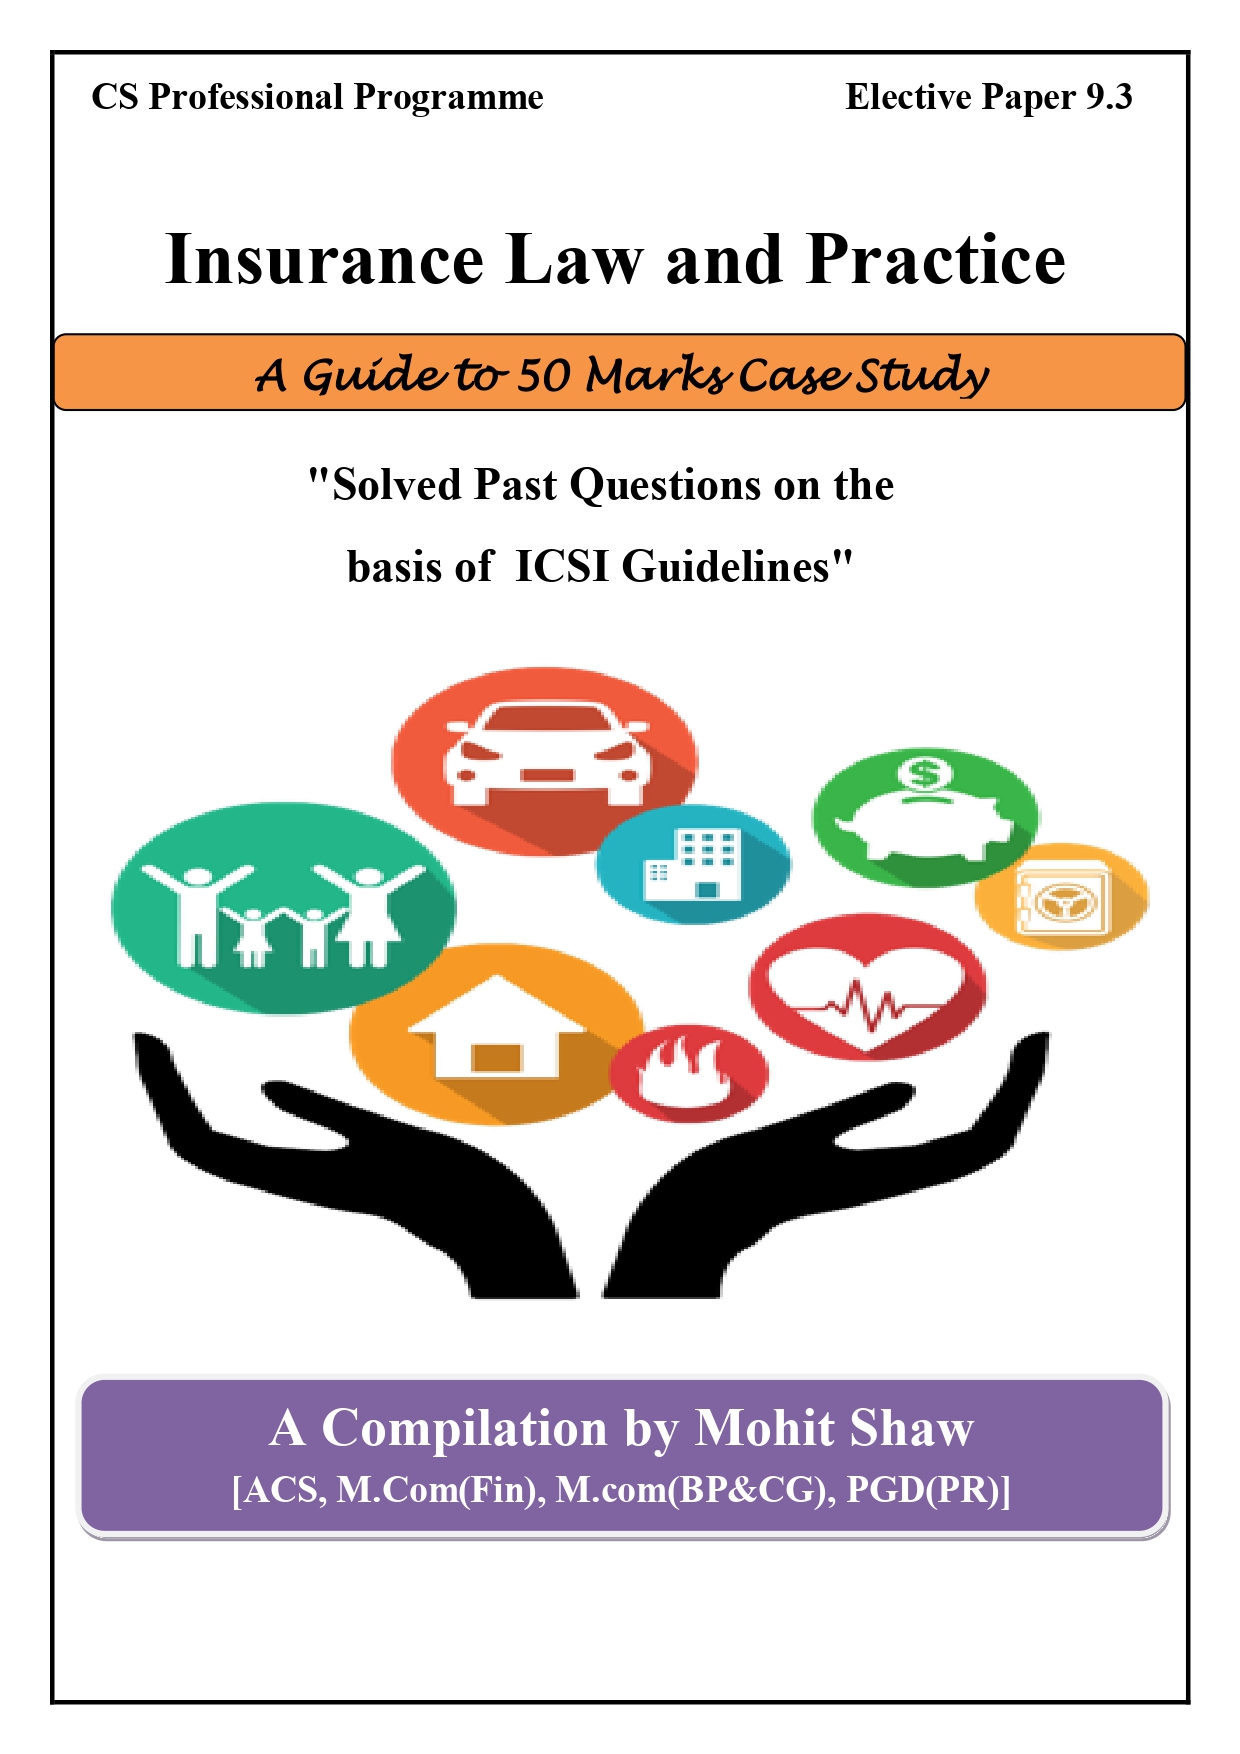 CS Professional Programme Elective Paper 9.3
Insurance Law and Practice
A Guide to 50 Marks Case Study
"Solved Past Questions on the
basis of ICSI Guidelines"
$
A Compilation by Mohit Shaw
[ACS, M.Com(Fin), M.com(BP&CG), PGD(PR)]